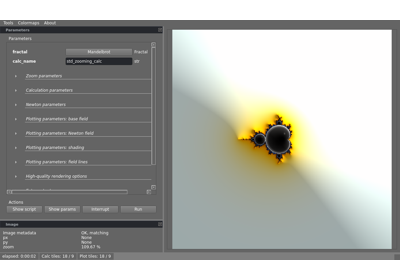 Tools Colormaps About
Parameters
Parameters
fractal Mandelbrot fractal
calc_name std_zooming_calc str
Zoom parameters
Calculation parameters
Newton parameters
Plotting parameters: base field
Plotting parameters: Newton field
Plotting parameters: shading
Plotting parameters: field lines
High-quality rendering options
Actions
Show script Show params Interrupt Run
Image
Image metadata OK, matching
px None
py None
zoom 109.67 %
elapsed: 0:00:02 Calc tiles: 18 / 9 Plot tiles: 18 / 9